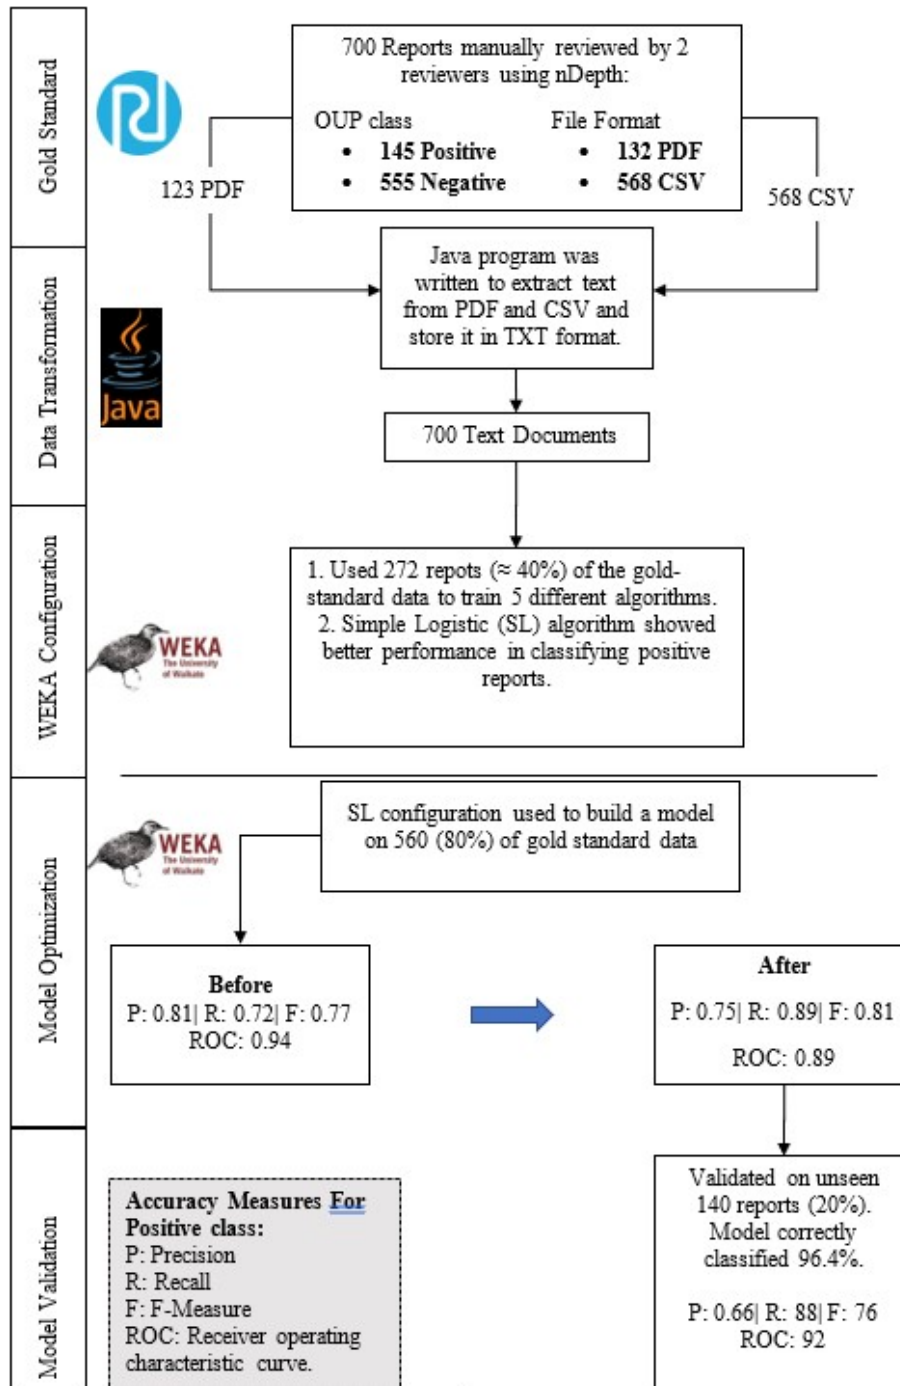 Gold Standard
700 Reports manually reviewed by 2
reviewers using nDepth:
OUP class
• 145 Positive
• 555 Negative
File Format
• 132 PDF
• 568 CSV
123 PDF
568 CSV
Data Transformation
Java
Java program was
written to extract text
from PDF and CSV and
store it in TXT format.
700 Text Documents
WEKA Configuration
WEKA
The University
of Waikato
1. Used 272 repots (≈ 40%) of the gold-
standard data to train 5 different algorithms.
2. Simple Logistic (SL) algorithm showed
better performance in classifying positive
reports.
Model Optimization
WEKA
The University
of Waikato
SL configuration used to build a model
on 560 (80%) of gold standard data
Before
P: 0.81| R: 0.72| F: 0.77
ROC: 0.94
After
P: 0.75| R: 0.89| F: 0.81
ROC: 0.89
Model Validation
Accuracy Measures For
Positive class:
P: Precision
R: Recall
F: F-Measure
ROC: Receiver operating
characteristic curve.
Validated on unseen
140 reports (20%).
Model correctly
classified 96.4%.
P: 0.66| R: 88| F: 76
ROC: 92